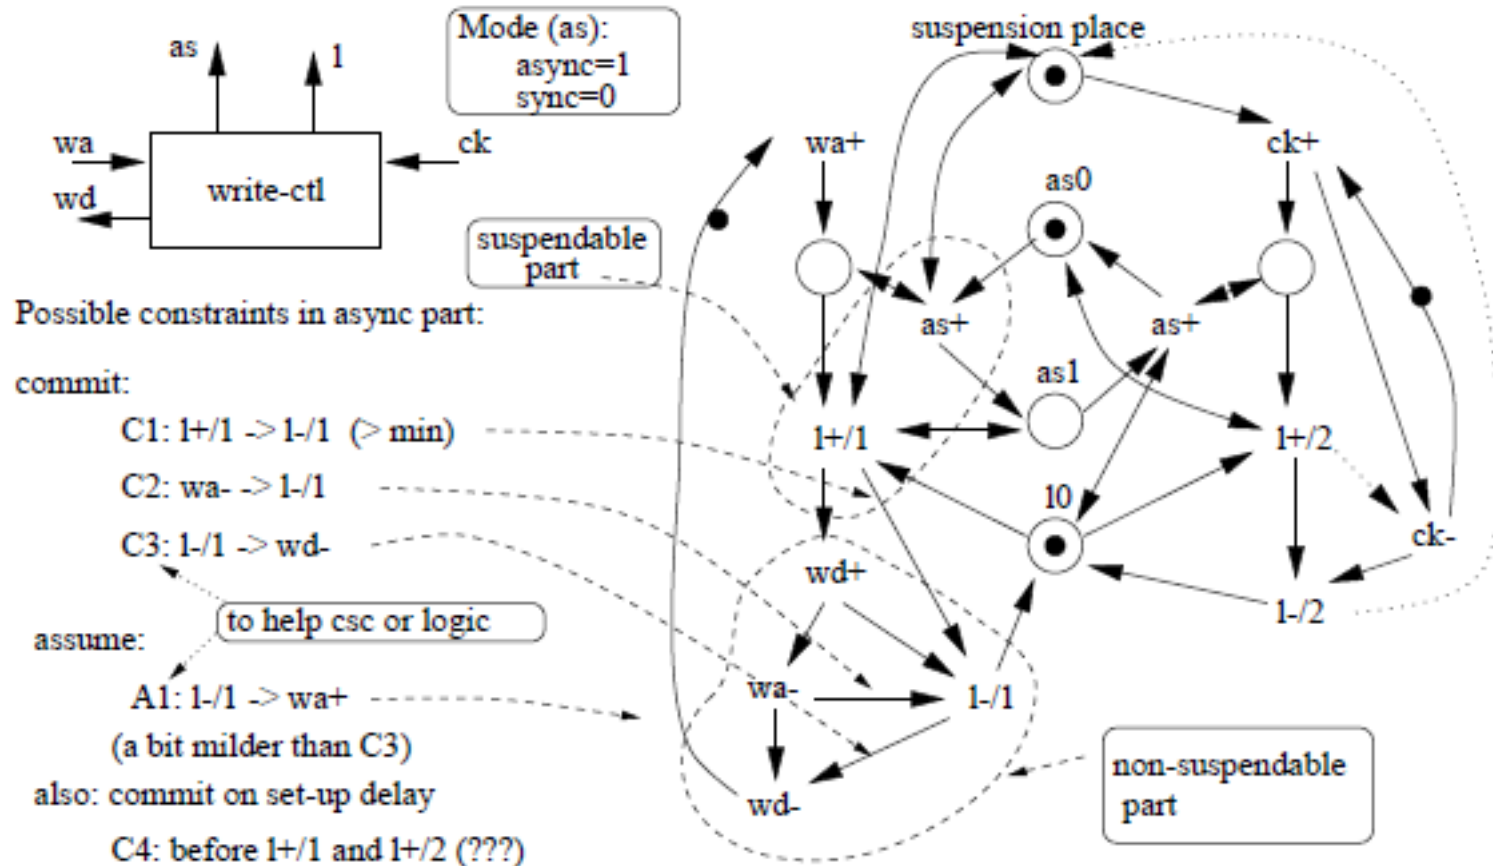 as
l
wa
wd
write-ctl
ck
Mode (as):
async=1
sync=0
suspension place
wa+
ck+
as0
suspendable
part
as+
as+
as1
Possible constraints in async part:
commit:
C1: l+/1 -> l-/1 (> min)
C2: wa- -> l-/1
C3: l-/1 -> wd-
to help csc or logic
assume:
A1: l-/1 -> wa+
(a bit milder than C3)
also: commit on set-up delay
C4: before l+/1 and l+/2 (???)
l+/1
l+/2
l0
ck-
wd+
l-/2
wa-
l-/1
wd-
non-suspendable
part